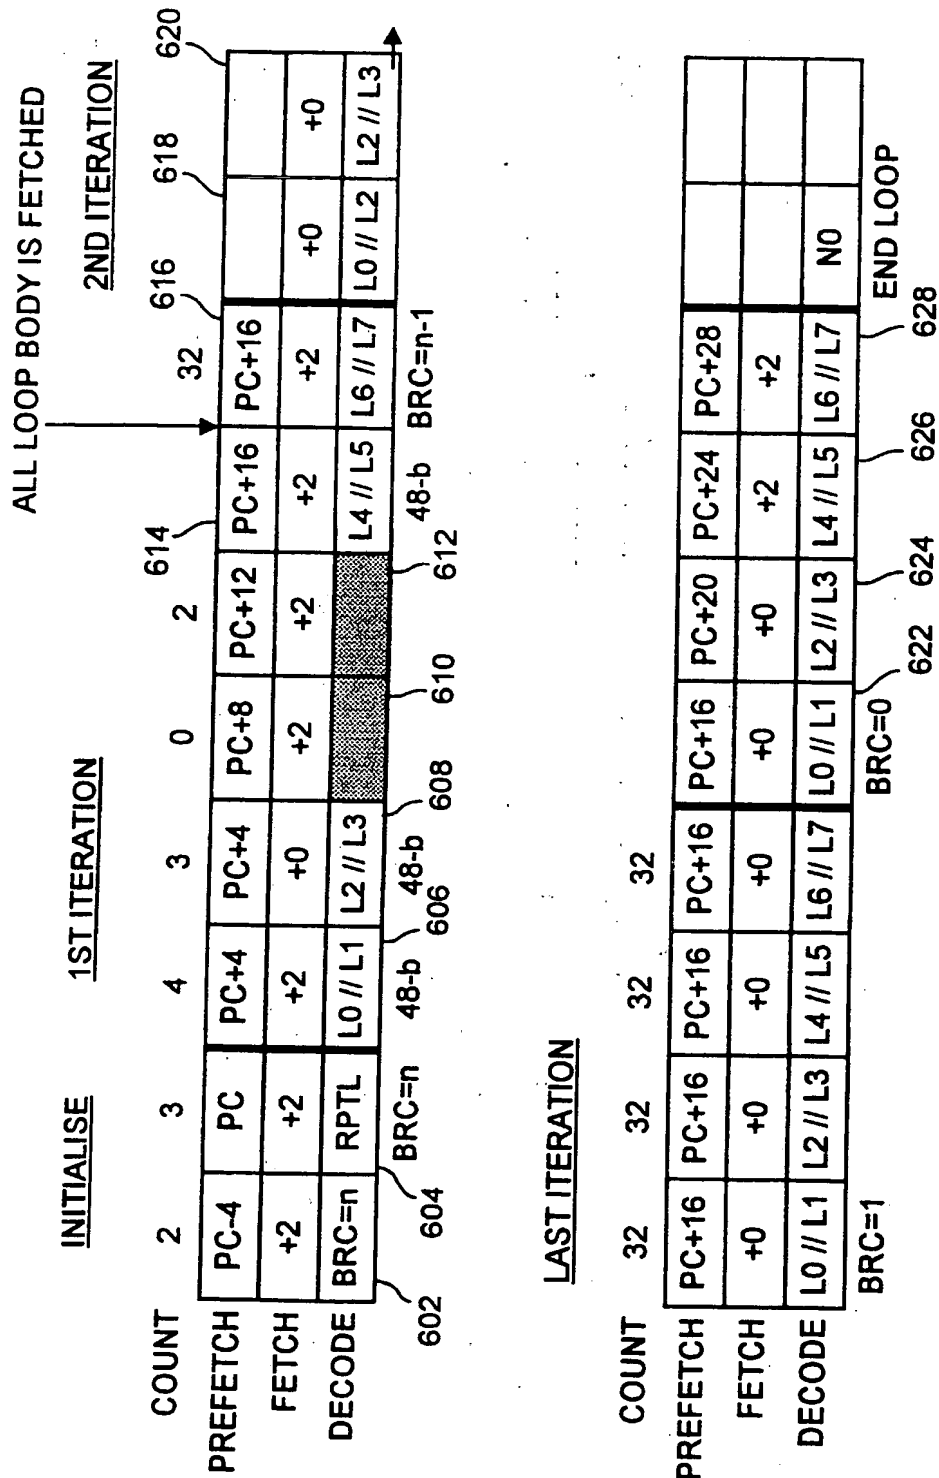 ALL LOOP BODY IS FETCHED
INITIALISE 1ST ITERATION 2ND ITERATION
COUNT 2 3 4 3 0 2 614 32 616 618 620
PREFETCH PC-4 PC PC+4 PC+4 PC+8 PC+12 PC+16 PC+16
FETCH +2 +2 +2 +0 +2 +2 +2 +2 +0 +0
DECODE BRC=n RPTL L0 // L1 L2 // L3 L4 // L5 L6 // L7 L0 // L2 L2 // L3
602 604 606 608 610 612
BRC=n 48-b 48-b 48-b BRC=n-1
LAST ITERATION
COUNT 32 32 32 32
PREFETCH PC+16 PC+16 PC+16 PC+16 PC+16 PC+20 PC+24 PC+28
FETCH +0 +0 +0 +0 +0 +0 +2 +2
DECODE L0 // L1 L2 // L3 L4 // L5 L6 // L7 L0 // L1 L2 // L3 L4 // L5 L6 // L7 N0
BRC=1 BRC=0 END LOOP
622 624 626 628